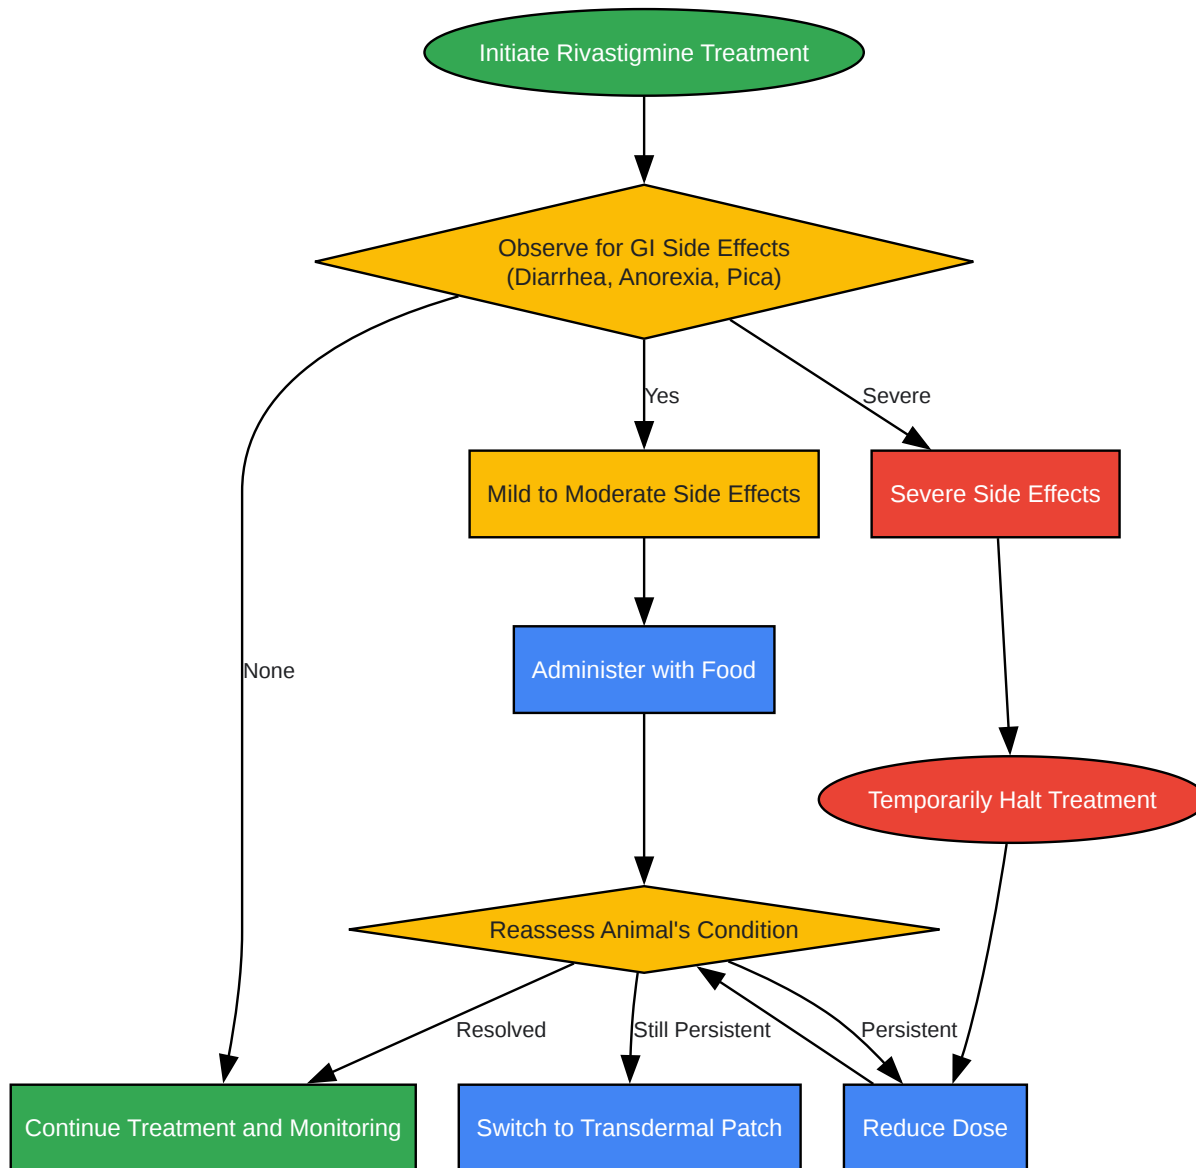 Initiate Rivastigmine Treatment
Observe for GI Side Effects
(Diarrhea, Anorexia, Pica)
Yes
Severe
Mild to Moderate Side Effects
Severe Side Effects
None
Administer with Food
Temporarily Halt Treatment
Reassess Animal's Condition
Resolved
Still Persistent
Persistent
Continue Treatment and Monitoring
Switch to Transdermal Patch
Reduce Dose